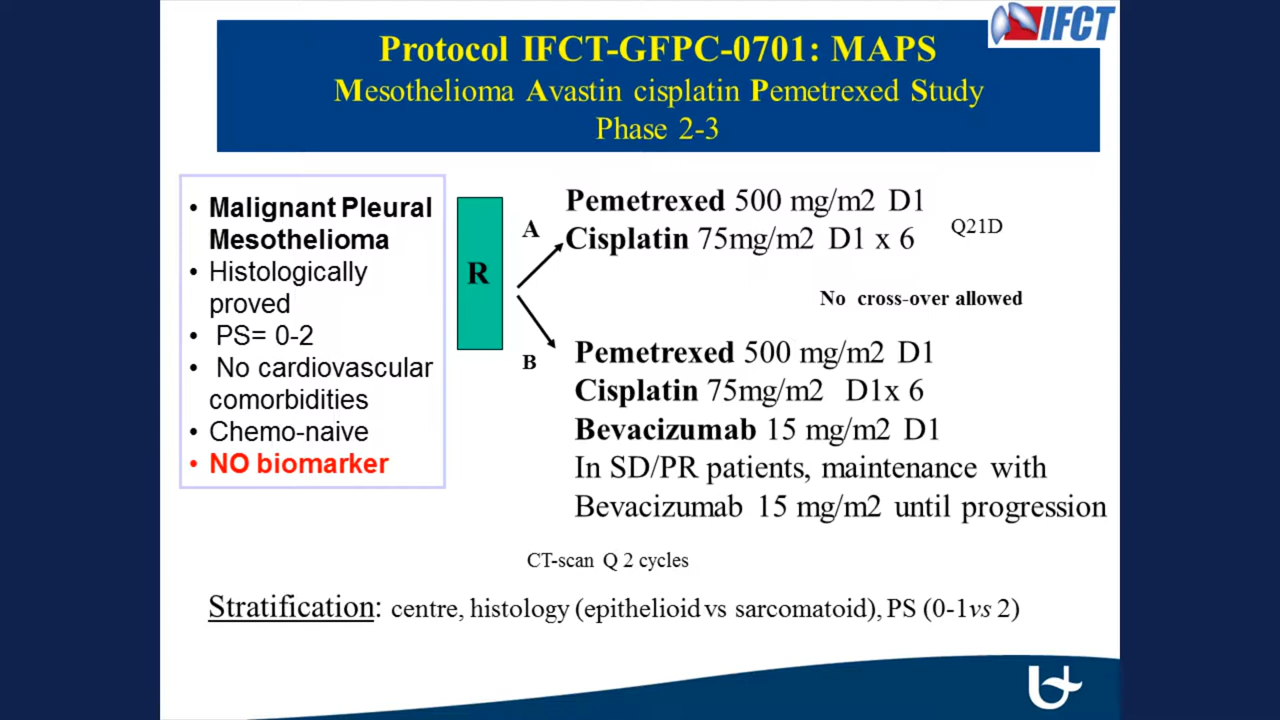 IFCT
Protocol IFCT-GFPC-0701: MAPS
Mesothelioma Avastin cisplatin Pemetrexed Study
Phase 2-3
• Malignant Pleural
Mesothelioma
• Histologically
proved
• PS= 0-2
• No cardiovascular
comorbidities
• Chemo-naive
• NO biomarker
R
A
Pemetrexed 500 mg/m2 D1
Cisplatin 75mg/m2 D1 x 6
Q21D
No cross-over allowed
B
Pemetrexed 500 mg/m2 D1
Cisplatin 75mg/m2 D1x 6
Bevacizumab 15 mg/m2 D1
In SD/PR patients, maintenance with
Bevacizumab 15 mg/m2 until progression
CT-scan Q 2 cycles
Stratification: centre, histology (epithelioid vs sarcomatoid), PS (0-1vs 2)